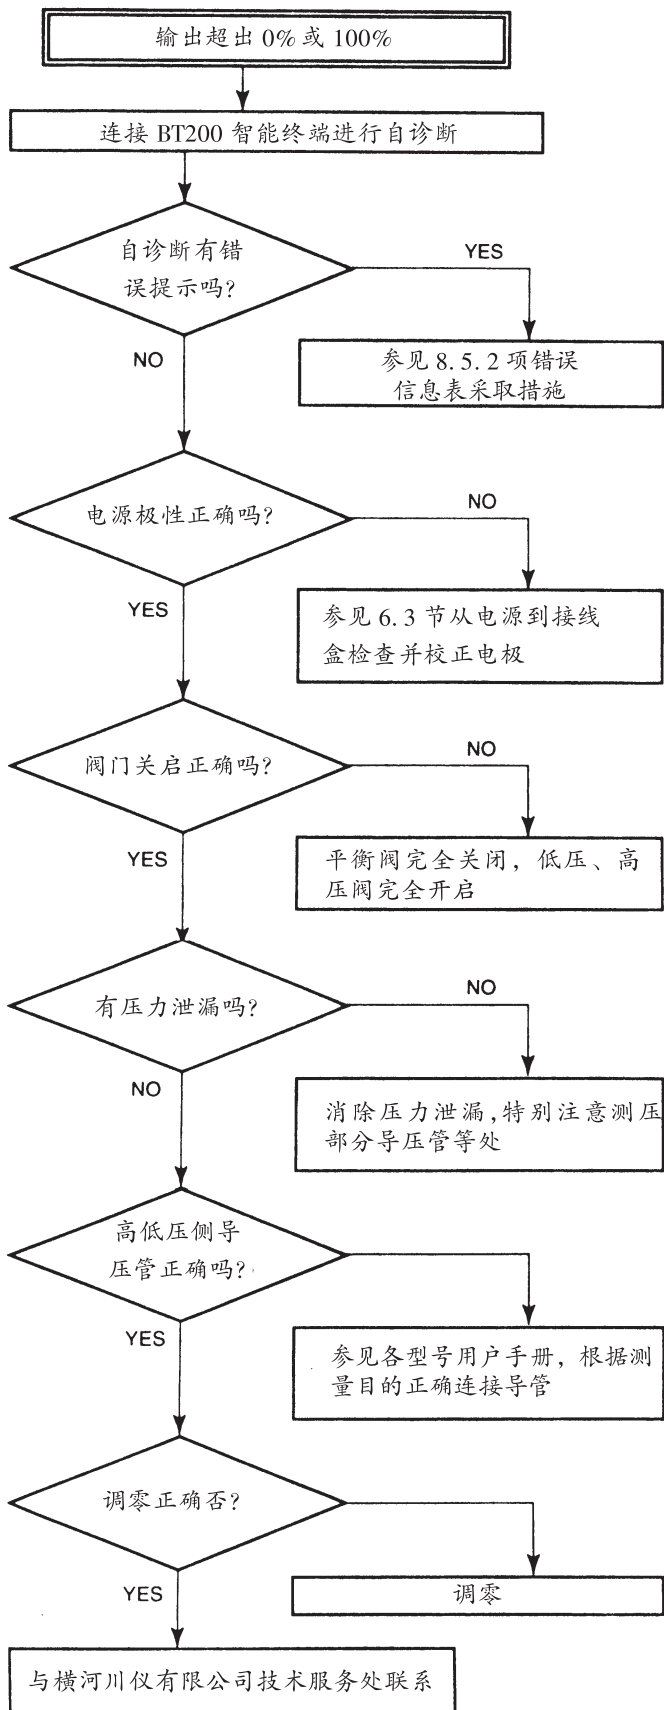 输出超出 0% 或 100%
连接 BT200 智能终端进行自诊断
自诊断有错
误提示吗?
YES
NO
参见 8.5.2 项错误
信息表采取措施
电源极性正确吗?
NO
YES
参见 6.3 节从电源到接线
盒检查并校正电极
阀门关启正确吗?
NO
YES
平衡阀完全关闭，低压、高
压阀完全开启
有压力泄漏吗?
NO
NO
消除压力泄漏,特别注意测压
部分导压管等处
高低压侧导
压管正确吗?
YES
参见各型号用户手册，根据测
量目的正确连接导管
调零正确否?
YES
调零
与横河川仪有限公司技术服务处联系